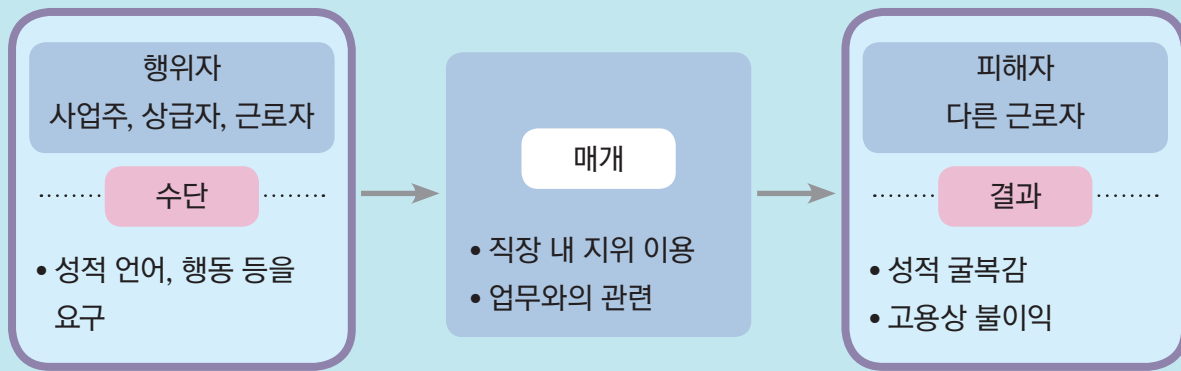 행위자
사업주, 상급자, 근로자
수단
• 성적 언어, 행동 등을
요구
매개
• 직장 내 지위 이용
• 업무와의 관련
피해자
다른 근로자
결과
• 성적 굴복감
• 고용상 불이익